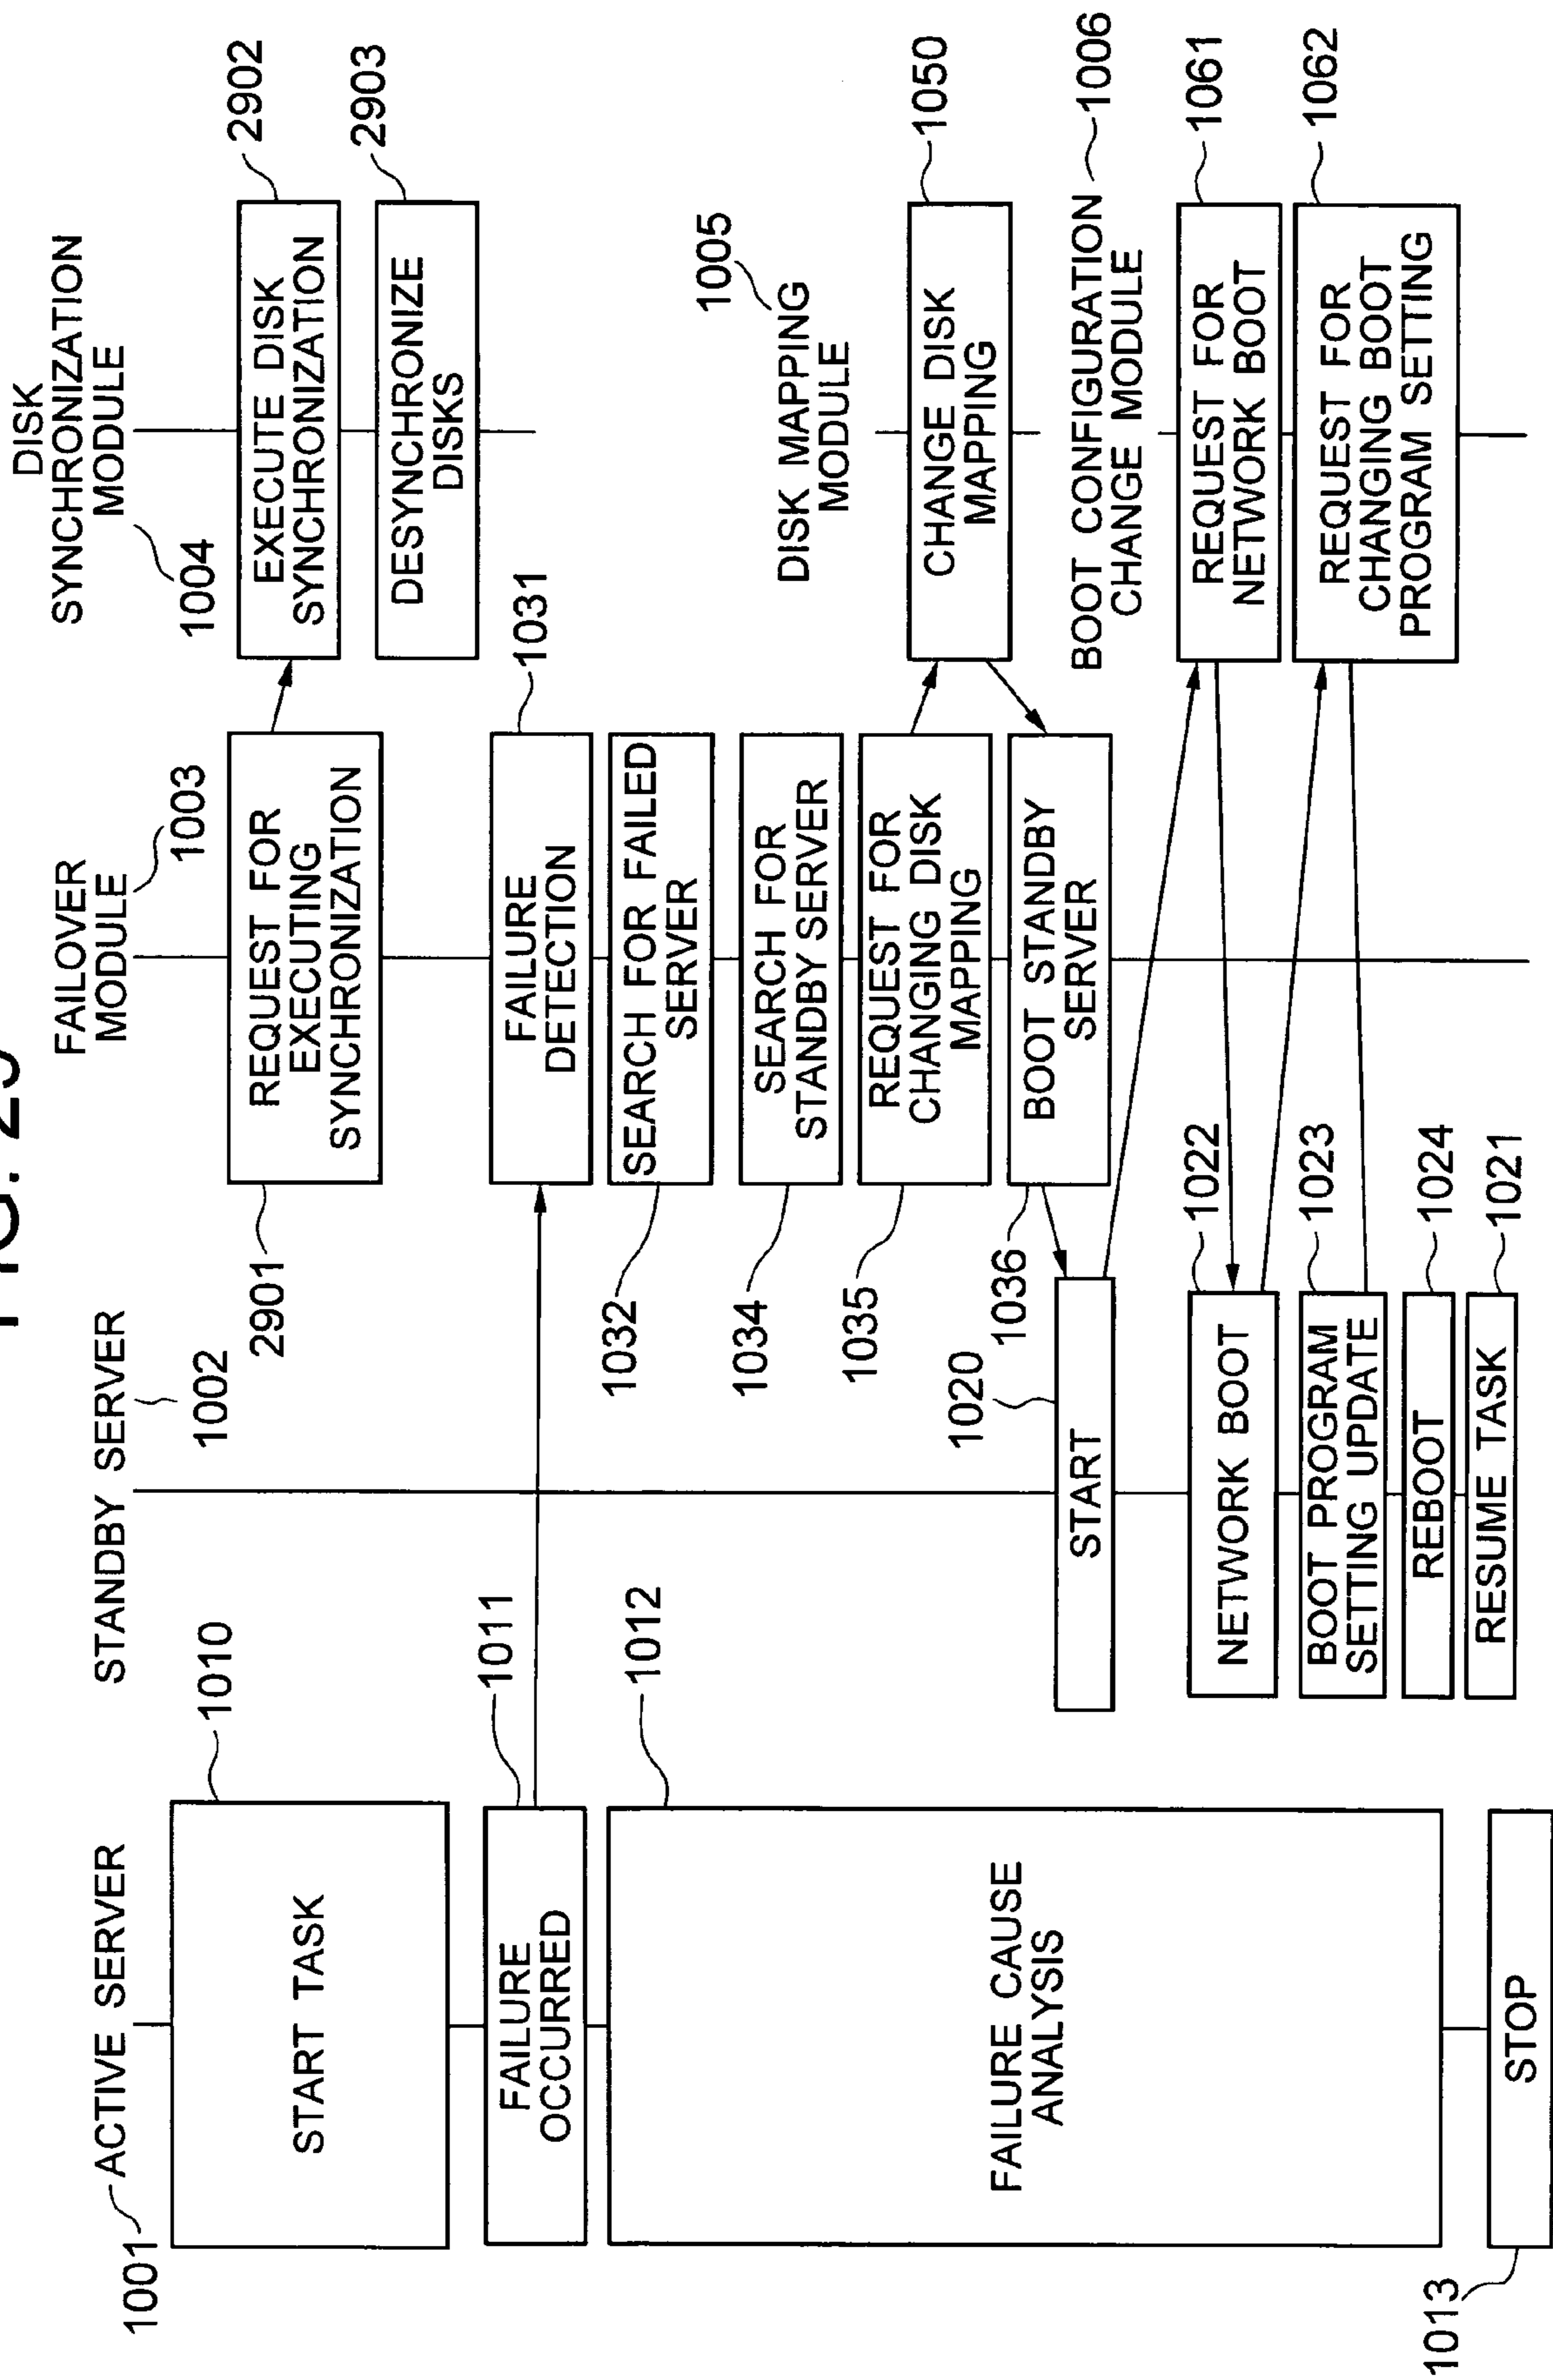 FIG. 29
1001
ACTIVE SERVER
START TASK
1010
FAILURE
OCCURRED
1011
FAILURE CAUSE
ANALYSIS
1012
STOP
1013
STANDBY SERVER
1002
START
1020
NETWORK BOOT
1022
BOOT PROGRAM
SETTING UPDATE
1023
REBOOT
1024
RESUME TASK
1021
FAILOVER
MODULE
1003
REQUEST FOR
EXECUTING
SYNCHRONIZATION
2901
FAILURE
DETECTION
1031
SEARCH FOR FAILED
SERVER
1032
SEARCH FOR
STANDBY SERVER
1034
REQUEST FOR
CHANGING DISK
MAPPING
1035
BOOT STANDBY
SERVER
1036
DISK
SYNCHRONIZATION
MODULE
1004
EXECUTE DISK
SYNCHRONIZATION
2902
DESYNCHRONIZE
DISKS
2903
1005
DISK MAPPING
MODULE
CHANGE DISK
MAPPING
1050
BOOT CONFIGURATION
CHANGE MODULE
1006
REQUEST FOR
NETWORK BOOT
1061
REQUEST FOR
CHANGING BOOT
PROGRAM SETTING
1062